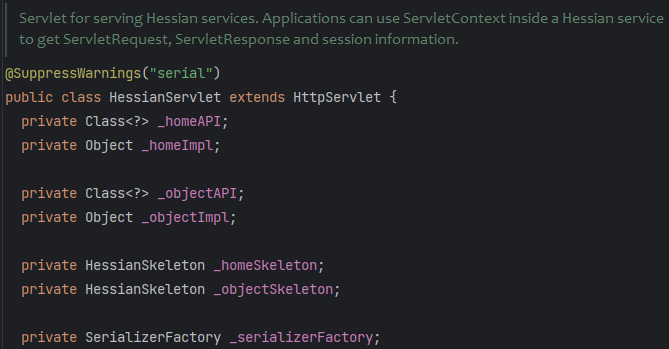 Servlet for serving Hessian services. Applications can use ServletContext inside a Hessian service
to get ServletRequest, ServletResponse and session information.
@SuppressWarnings("serial")
public class HessianServlet extends HttpServlet {
private Class<?> _homeAPI;
private Object _homeImpl;
private Class<?> _objectAPI;
private Object _objectImpl;
private HessianSkeleton _homeSkeleton;
private HessianSkeleton _objectSkeleton;
private SerializerFactory _serializerFactory;